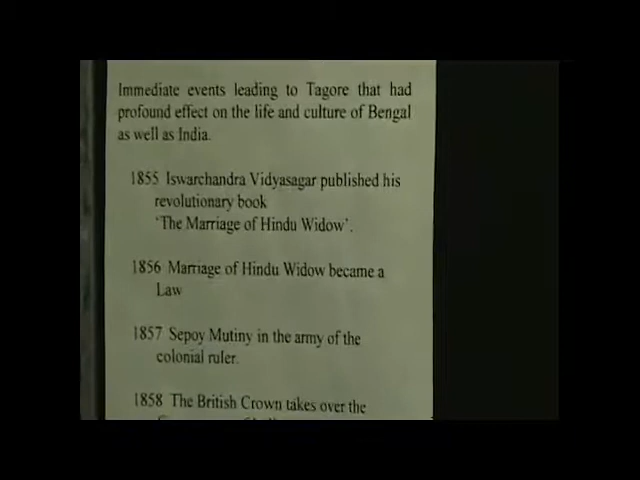 Immediate events leading to Tagore that had
profound effect on the life and culture of Bengal
as well as India.
1855 Iswarchandra Vidyasagar published his
revolutionary book
'The Marriage of Hindu Widow'.
1856 Marriage of Hindu Widow became a
Law
1857 Sepoy Mutiny in the army of the
colonial ruler.
1858 The British Crown takes over the